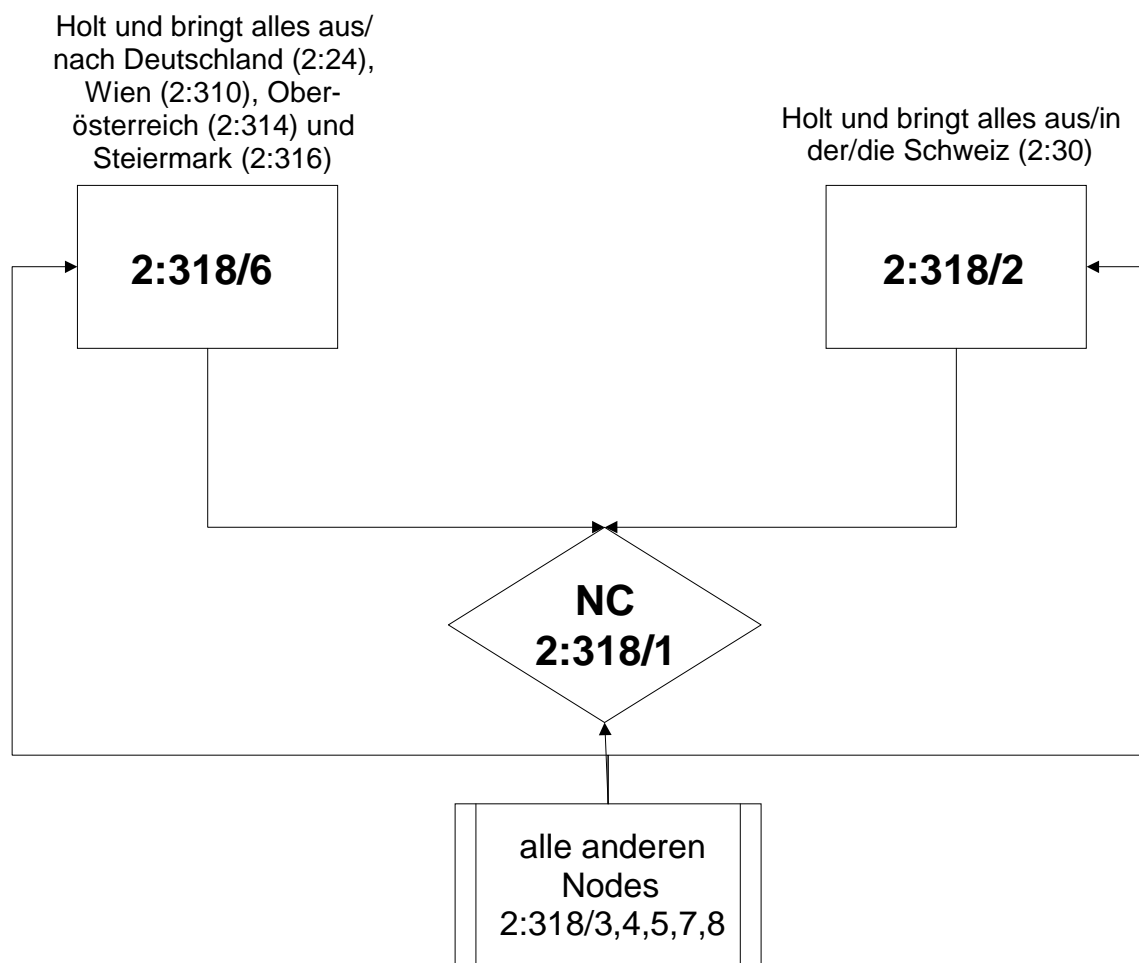 Holt und bringt alles aus/
nach Deutschland (2:24),
Wien (2:310), Ober-
österreich (2:314) und
Steiermark (2:316)
Holt und bringt alles aus/in
der/die Schweiz (2:30)
2:318/6
2:318/2
NC
2:318/1
alle anderen
Nodes
2:318/3,4,5,7,8